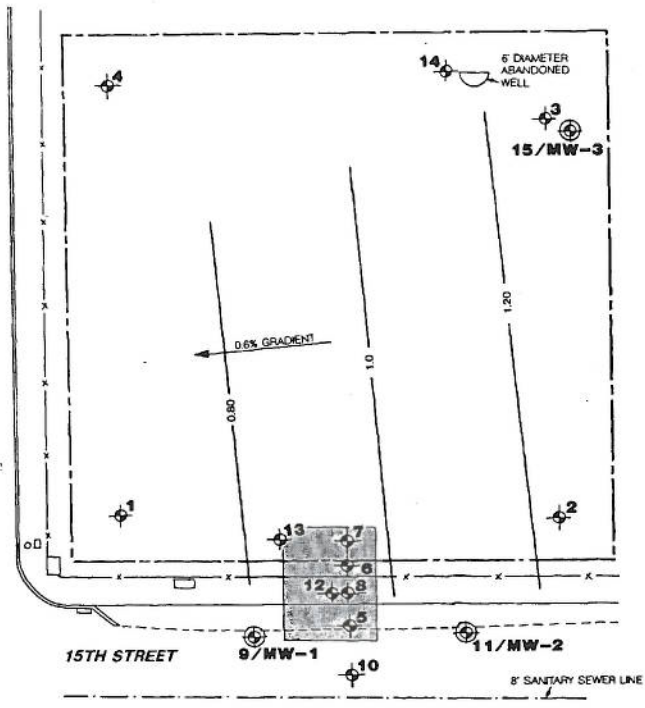 4
14
6' DIAMETER
ABANDONED
WELL
3
15/MW-3
1.20
0.6% GRADIENT
1.0
0.80
1
2
13
7
6
12
8
5
9/MW-1
11/MW-2
15TH STREET
10
8' SANITARY SEWER LINE